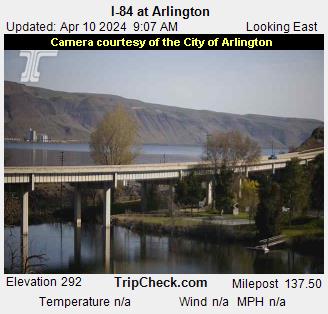 I-84 at Arlington
Updated: Apr 10 2024 9:07 AM Looking East
Camera courtesy of the City of Arlington
Elevation 292 TripCheck.com Milepost 137.50
Temperature n/a Wind n/a MPH n/a